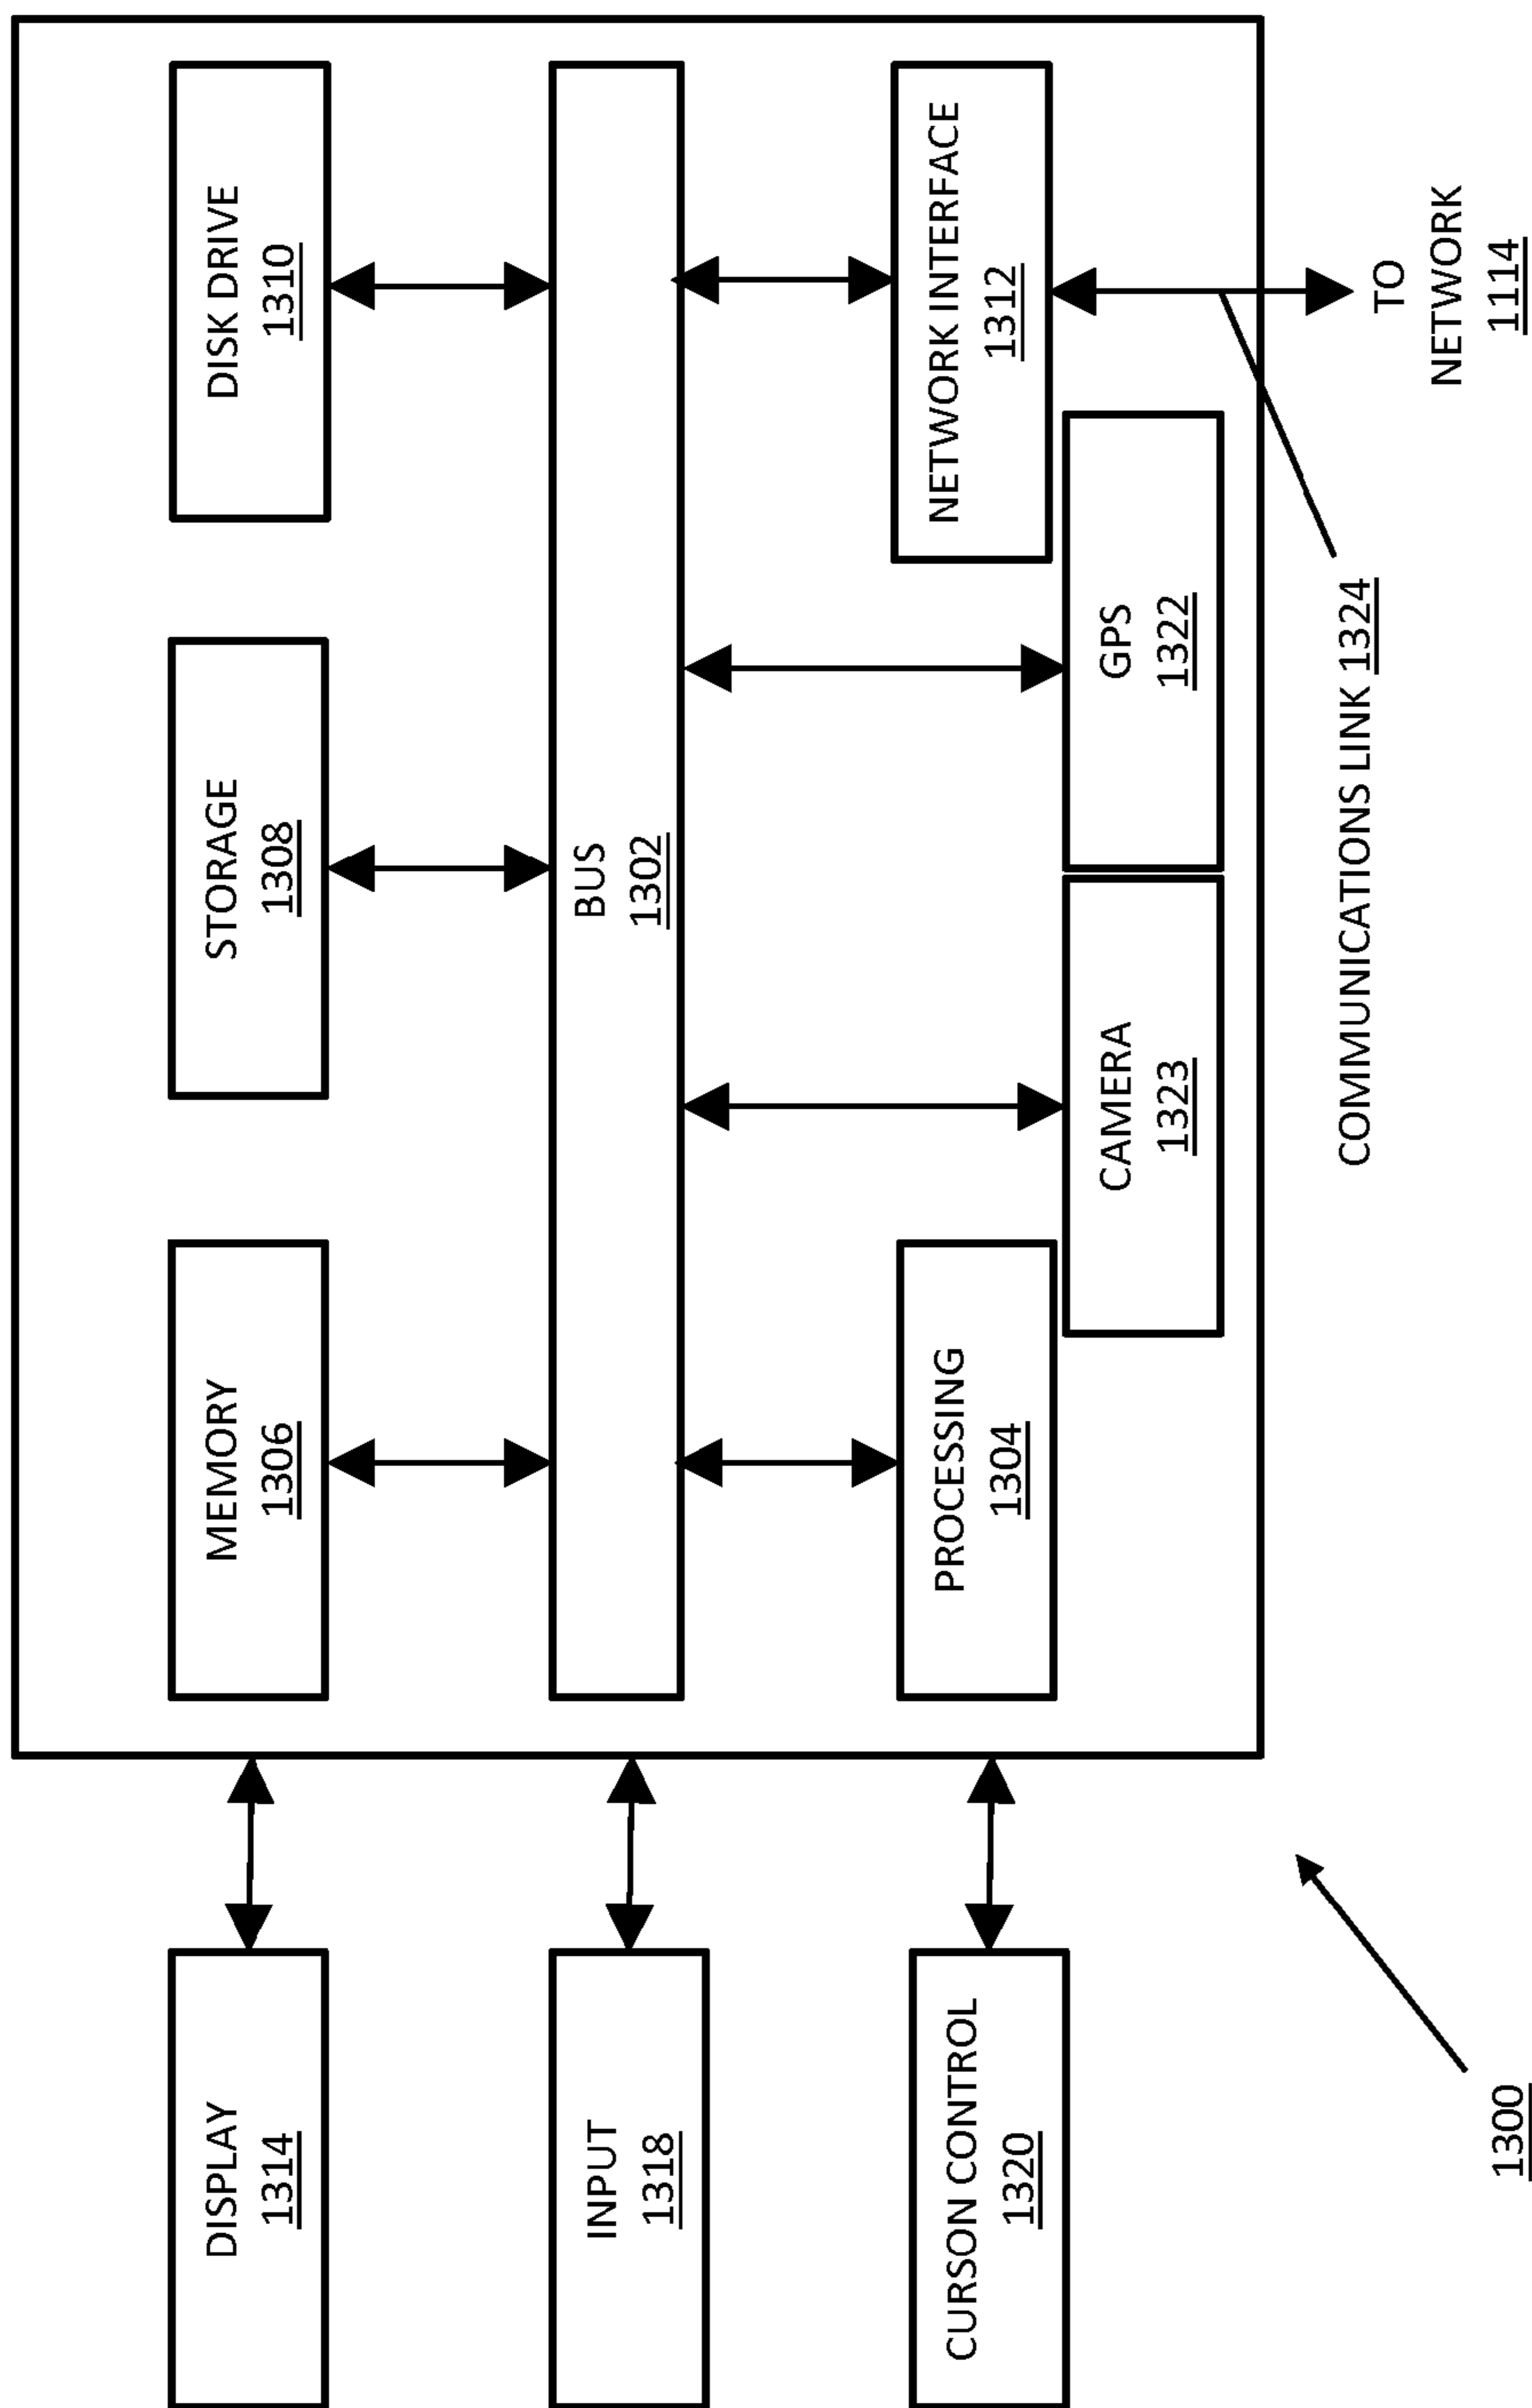 DISPLAY
1314
MEMORY
1306
STORAGE
1308
DISK DRIVE
1310
INPUT
1318
BUS
1302
CURSON CONTROL
1320
PROCESSING
1304
CAMERA
1323
GPS
1322
NETWORK INTERFACE
1312
COMMUNICATIONS LINK 1324
TO
NETWORK
1114
1300